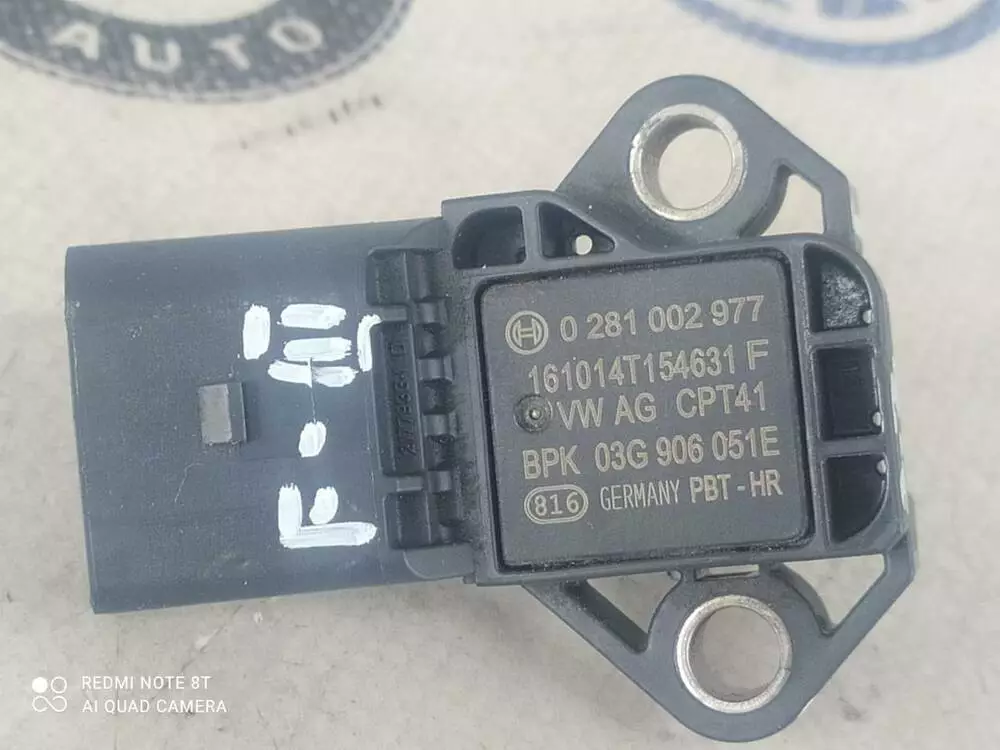 AUTO
0 281 002 977
161014T154631 F
VW AG CPT41
BPK 03G 906 051E
816 GERMANY PBT - HR
REDMI NOTE 8T
AI QUAD CAMERA